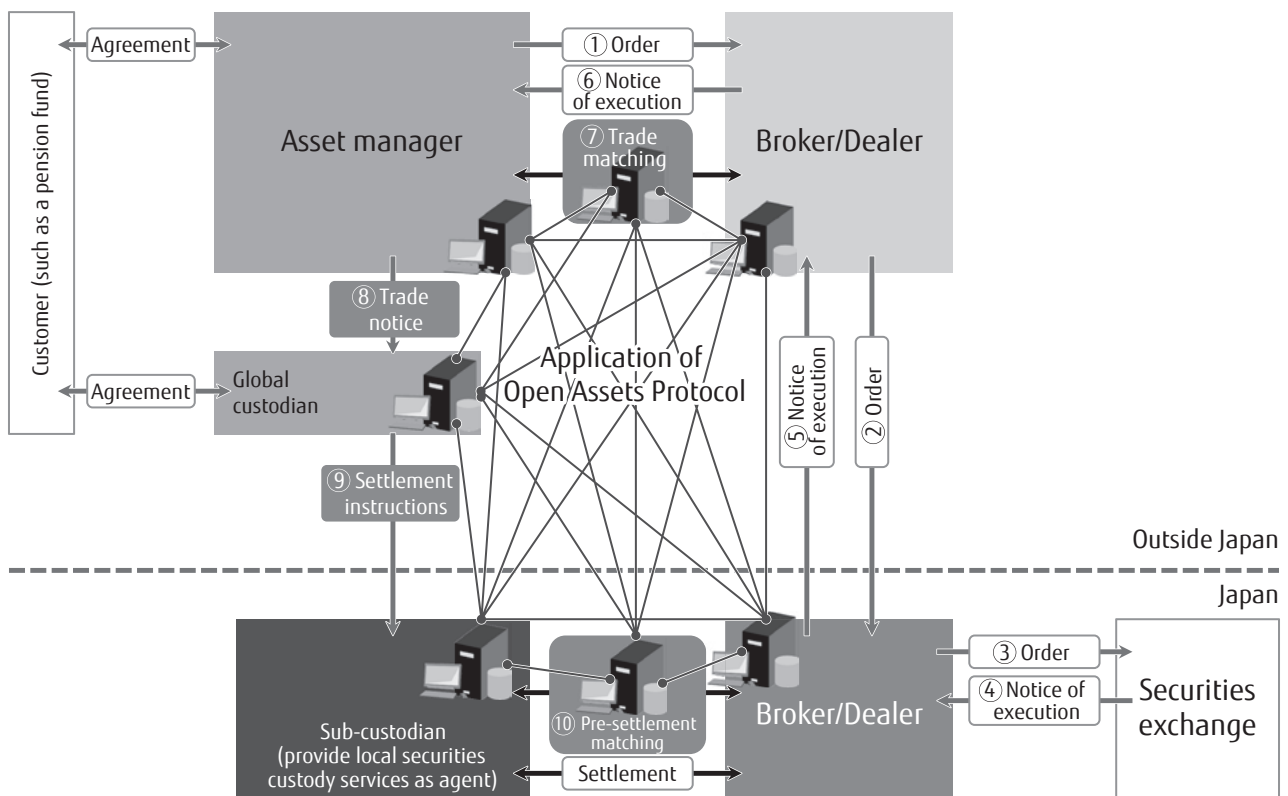 Customer (such as a pension fund)
Agreement
① Order
⑥ Notice
of execution
Asset manager
Broker/Dealer
⑦ Trade
matching
⑧ Trade
notice
Application of
Open Assets Protocol
Agreement
Global
custodian
⑤ Notice
of execution
② Order
⑨ Settlement
instructions
Outside Japan
Japan
③ Order
④ Notice of
execution
Securities
exchange
Broker/Dealer
⑩ Pre-settlement
matching
Sub-custodian
(provide local securities
custody services as agent)
Settlement